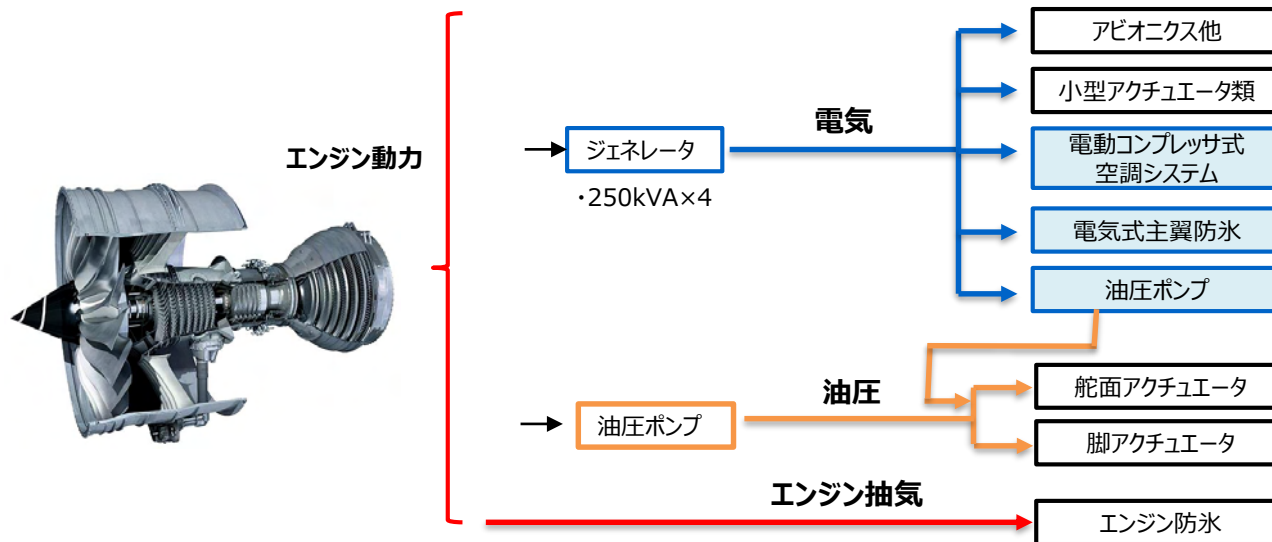 アビオニクス他
小型アクチュエータ類
電気
エンジン動力
ジェネレータ
・250kVA×4
電動コンプレッサ式
空調システム
電気式主翼防氷
油圧ポンプ
油圧
油圧ポンプ
舵面アクチュエータ
脚アクチュエータ
エンジン抽気
エンジン防氷